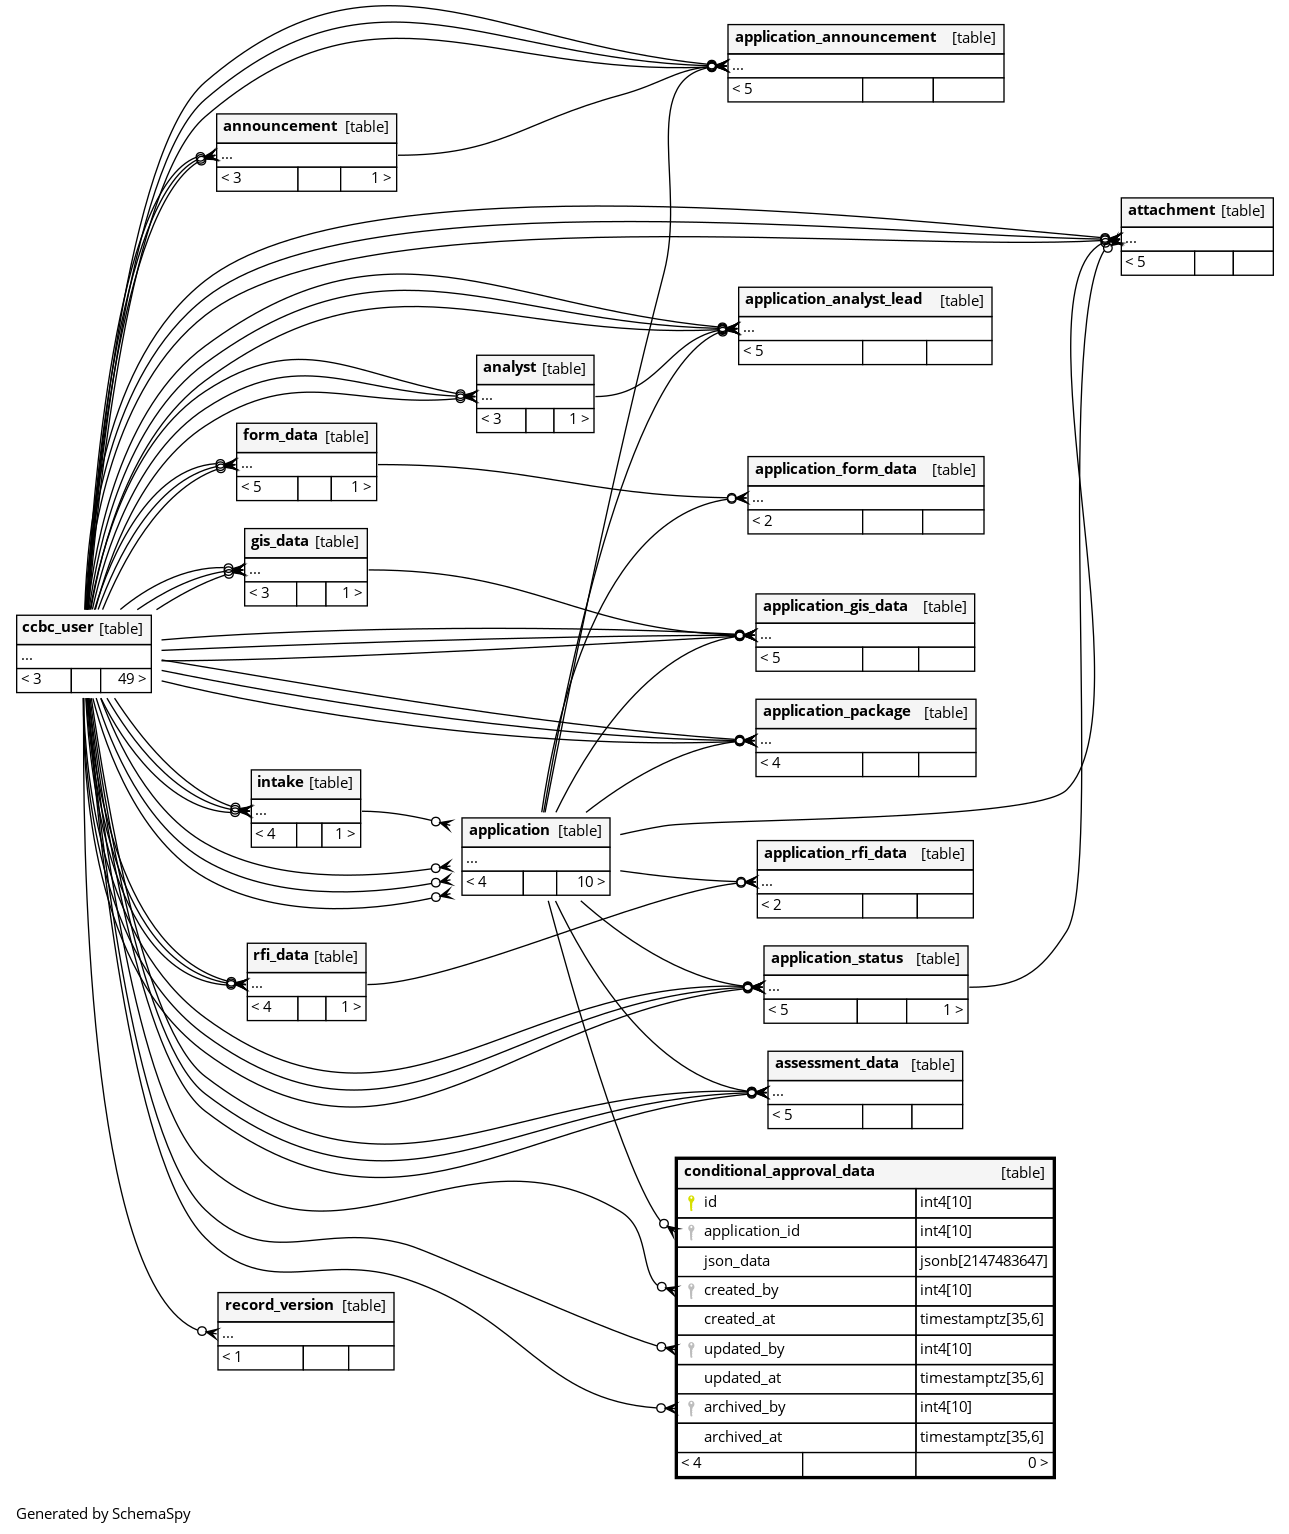 application_announcement [table]
...
< 5
announcement [table]
...
< 3 1 >
attachment [table]
...
< 5
application_analyst_lead [table]
...
< 5
analyst [table]
...
< 3 1 >
form_data [table]
...
< 5 1 >
application_form_data [table]
...
< 2
gis_data [table]
...
< 3 1 >
application_gis_data [table]
...
< 5
ccbc_user [table]
...
< 3 49 >
application_package [table]
...
< 4
intake [table]
...
< 4 1 >
application [table]
...
< 4 10 >
application_rfi_data [table]
...
< 2
rfi_data [table]
...
< 4 1 >
application_status [table]
...
< 5 1 >
assessment_data [table]
...
< 5
conditional_approval_data [table]
id int4[10]
application_id int4[10]
json_data jsonb[2147483647]
created_by int4[10]
created_at timestamptz[35,6]
updated_by int4[10]
updated_at timestamptz[35,6]
archived_by int4[10]
archived_at timestamptz[35,6]
< 4 0 >
record_version [table]
...
< 1
Generated by SchemaSpy